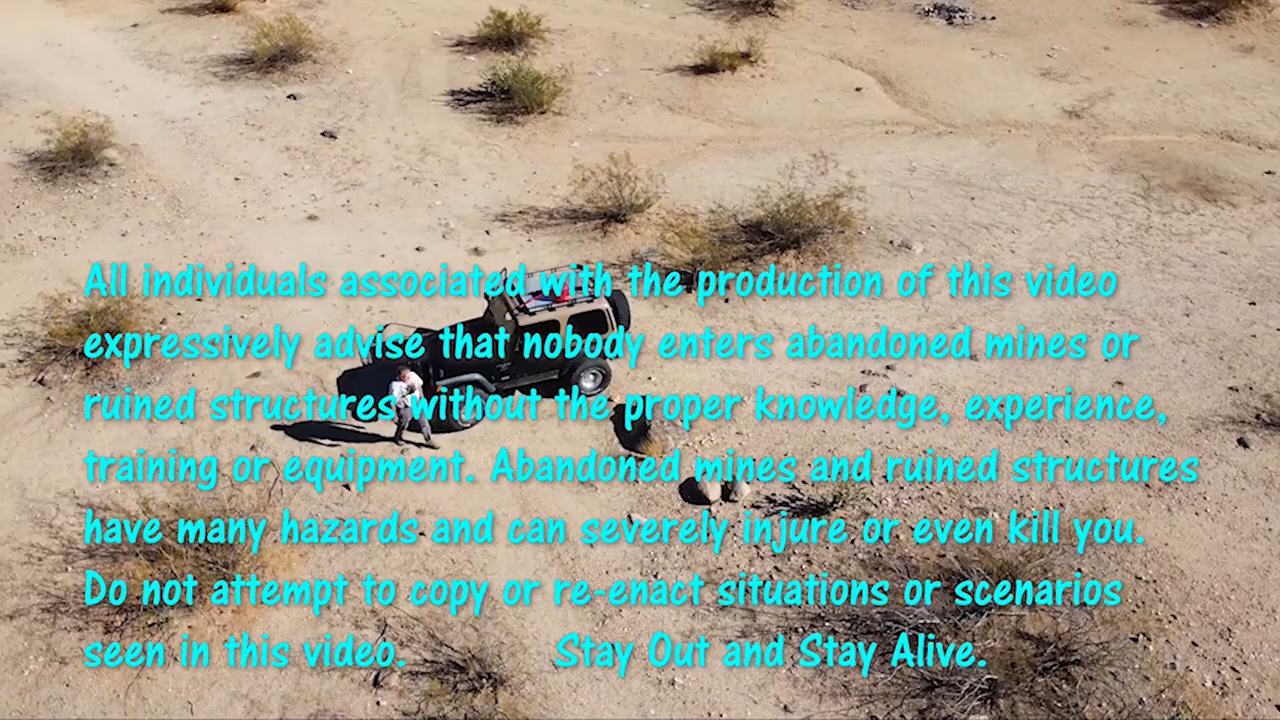 All individuals associated with the production of this video
expressively advise that nobody enters abandoned mines or
ruined structures without the proper knowledge, experience,
training or equipment. Abandoned mines and ruined structures
have many hazards and can severely injure or even kill you.
Do not attempt to copy or re-enact situations or scenarios
seen in this video. Stay Out and Stay Alive.